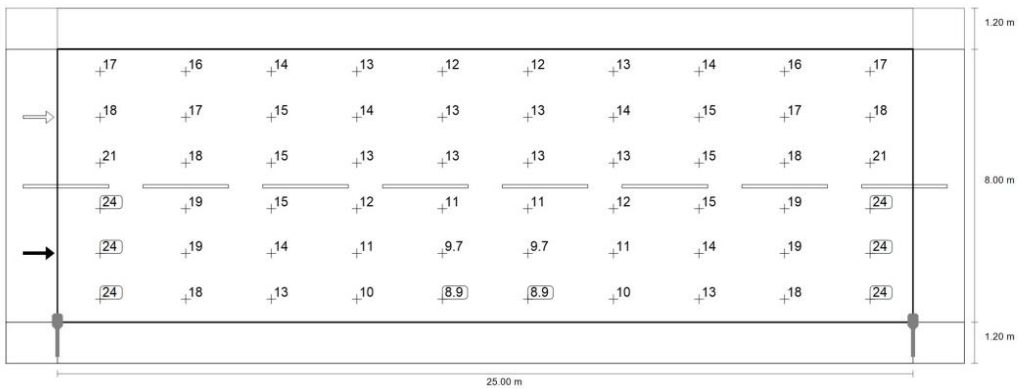 1.20 m
17 16 14 13 12 12 13 14 16 17
18 17 15 14 13 13 14 15 17 18
21 18 15 13 13 13 13 15 18 21
8.00 m
24 19 15 12 11 11 12 15 19 24
24 19 14 11 9.7 9.7 11 14 19 24
24 18 13 10 8.9 8.9 10 13 18 24
1.20 m
25.00 m